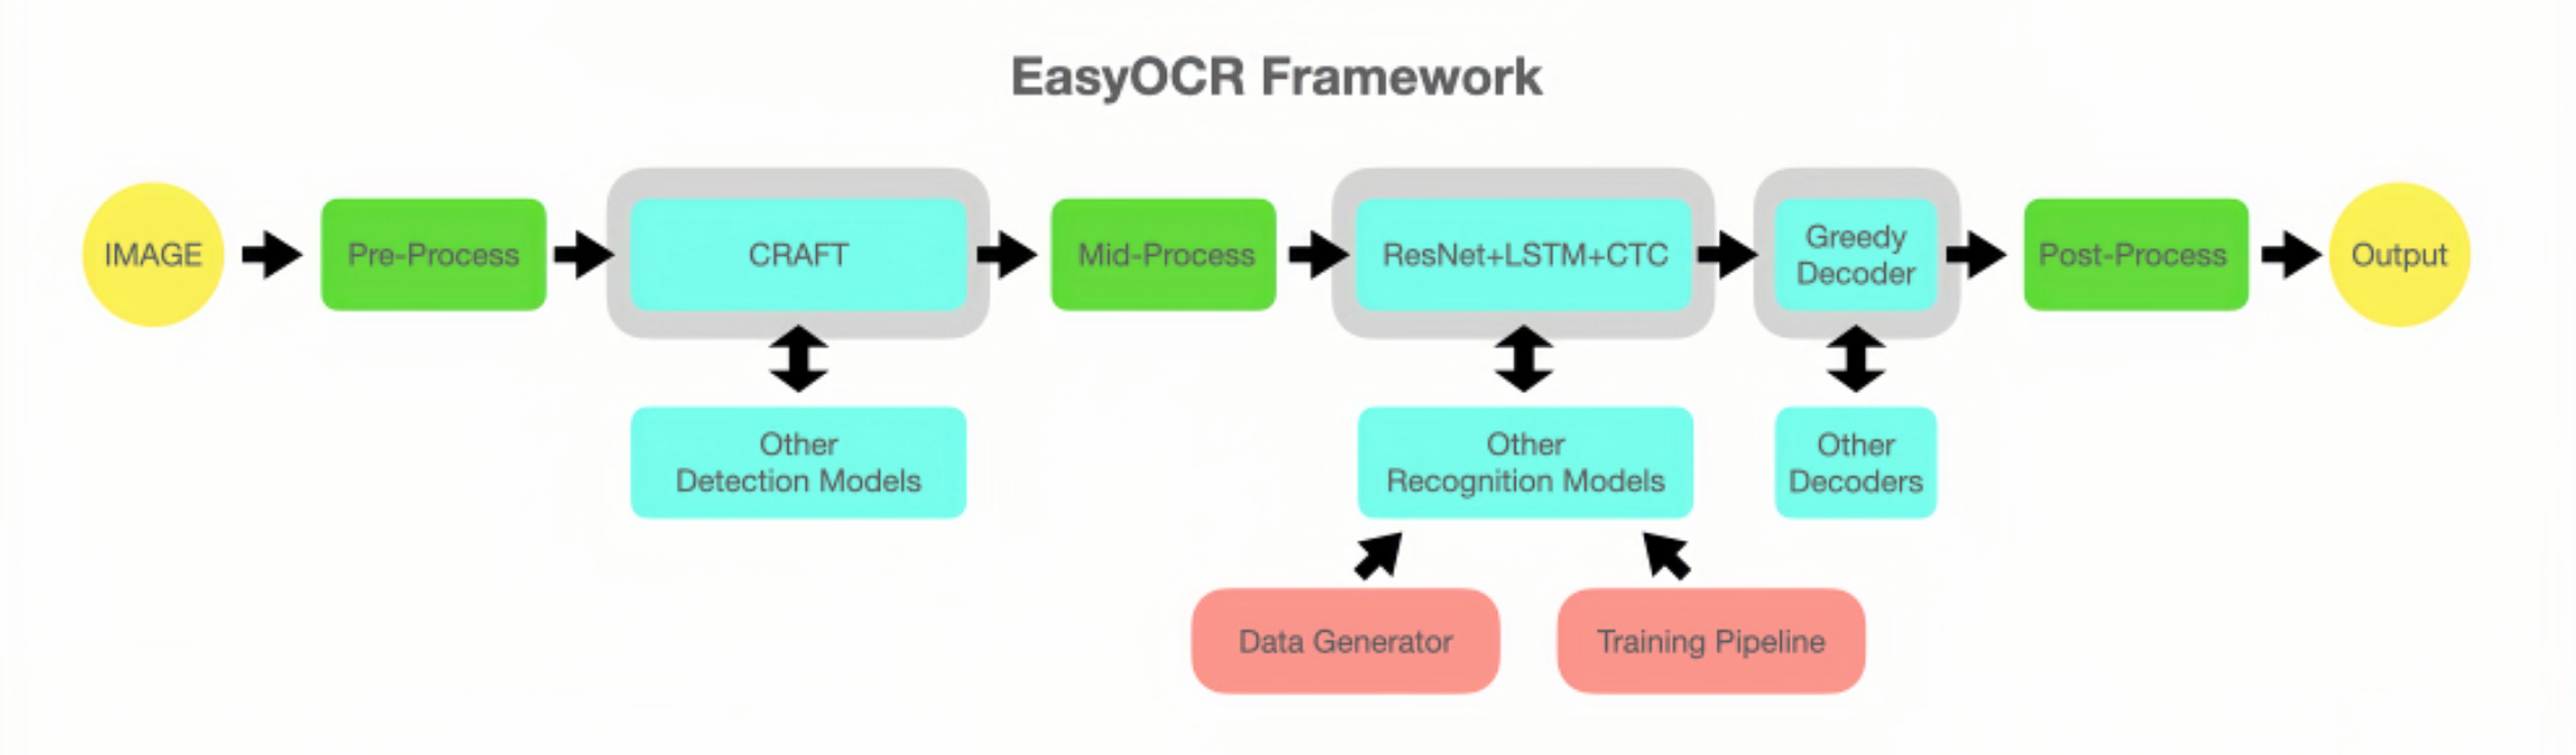 EasyOCR Framework
IMAGE
Pre-Process
CRAFT
Mid-Process
ResNet+LSTM+CTC
Greedy
Decoder
Post-Process
Output
Other
Detection Models
Other
Recognition Models
Other
Decoders
Data Generator
Training Pipeline